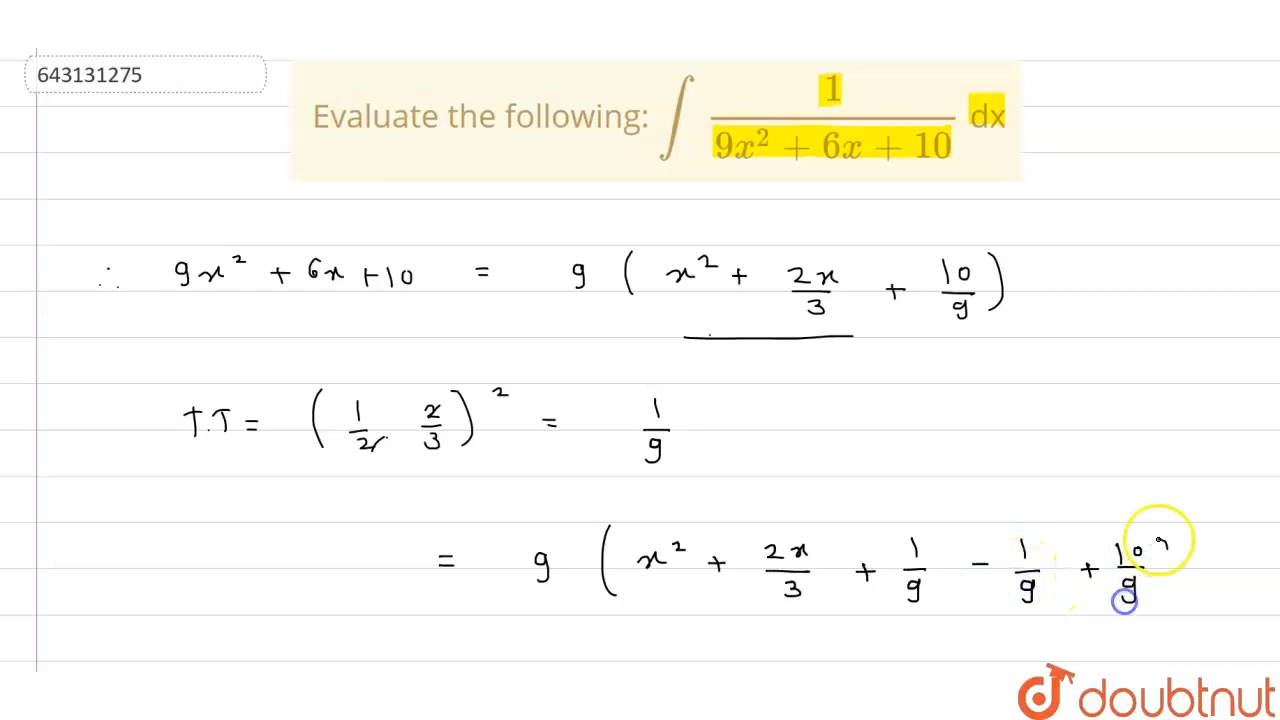 643131275
Evaluate the following: ∫ 1/(9x² + 6x + 10) dx
∴ 9x² + 6x + 10 = 9 ( x² + 2x/3 + 10/9 )
T.T = ( 1/2 2/3 )² = 1/9
= 9 ( x² + 2x/3 + 1/9 - 1/9 + 10/9
doubtnut